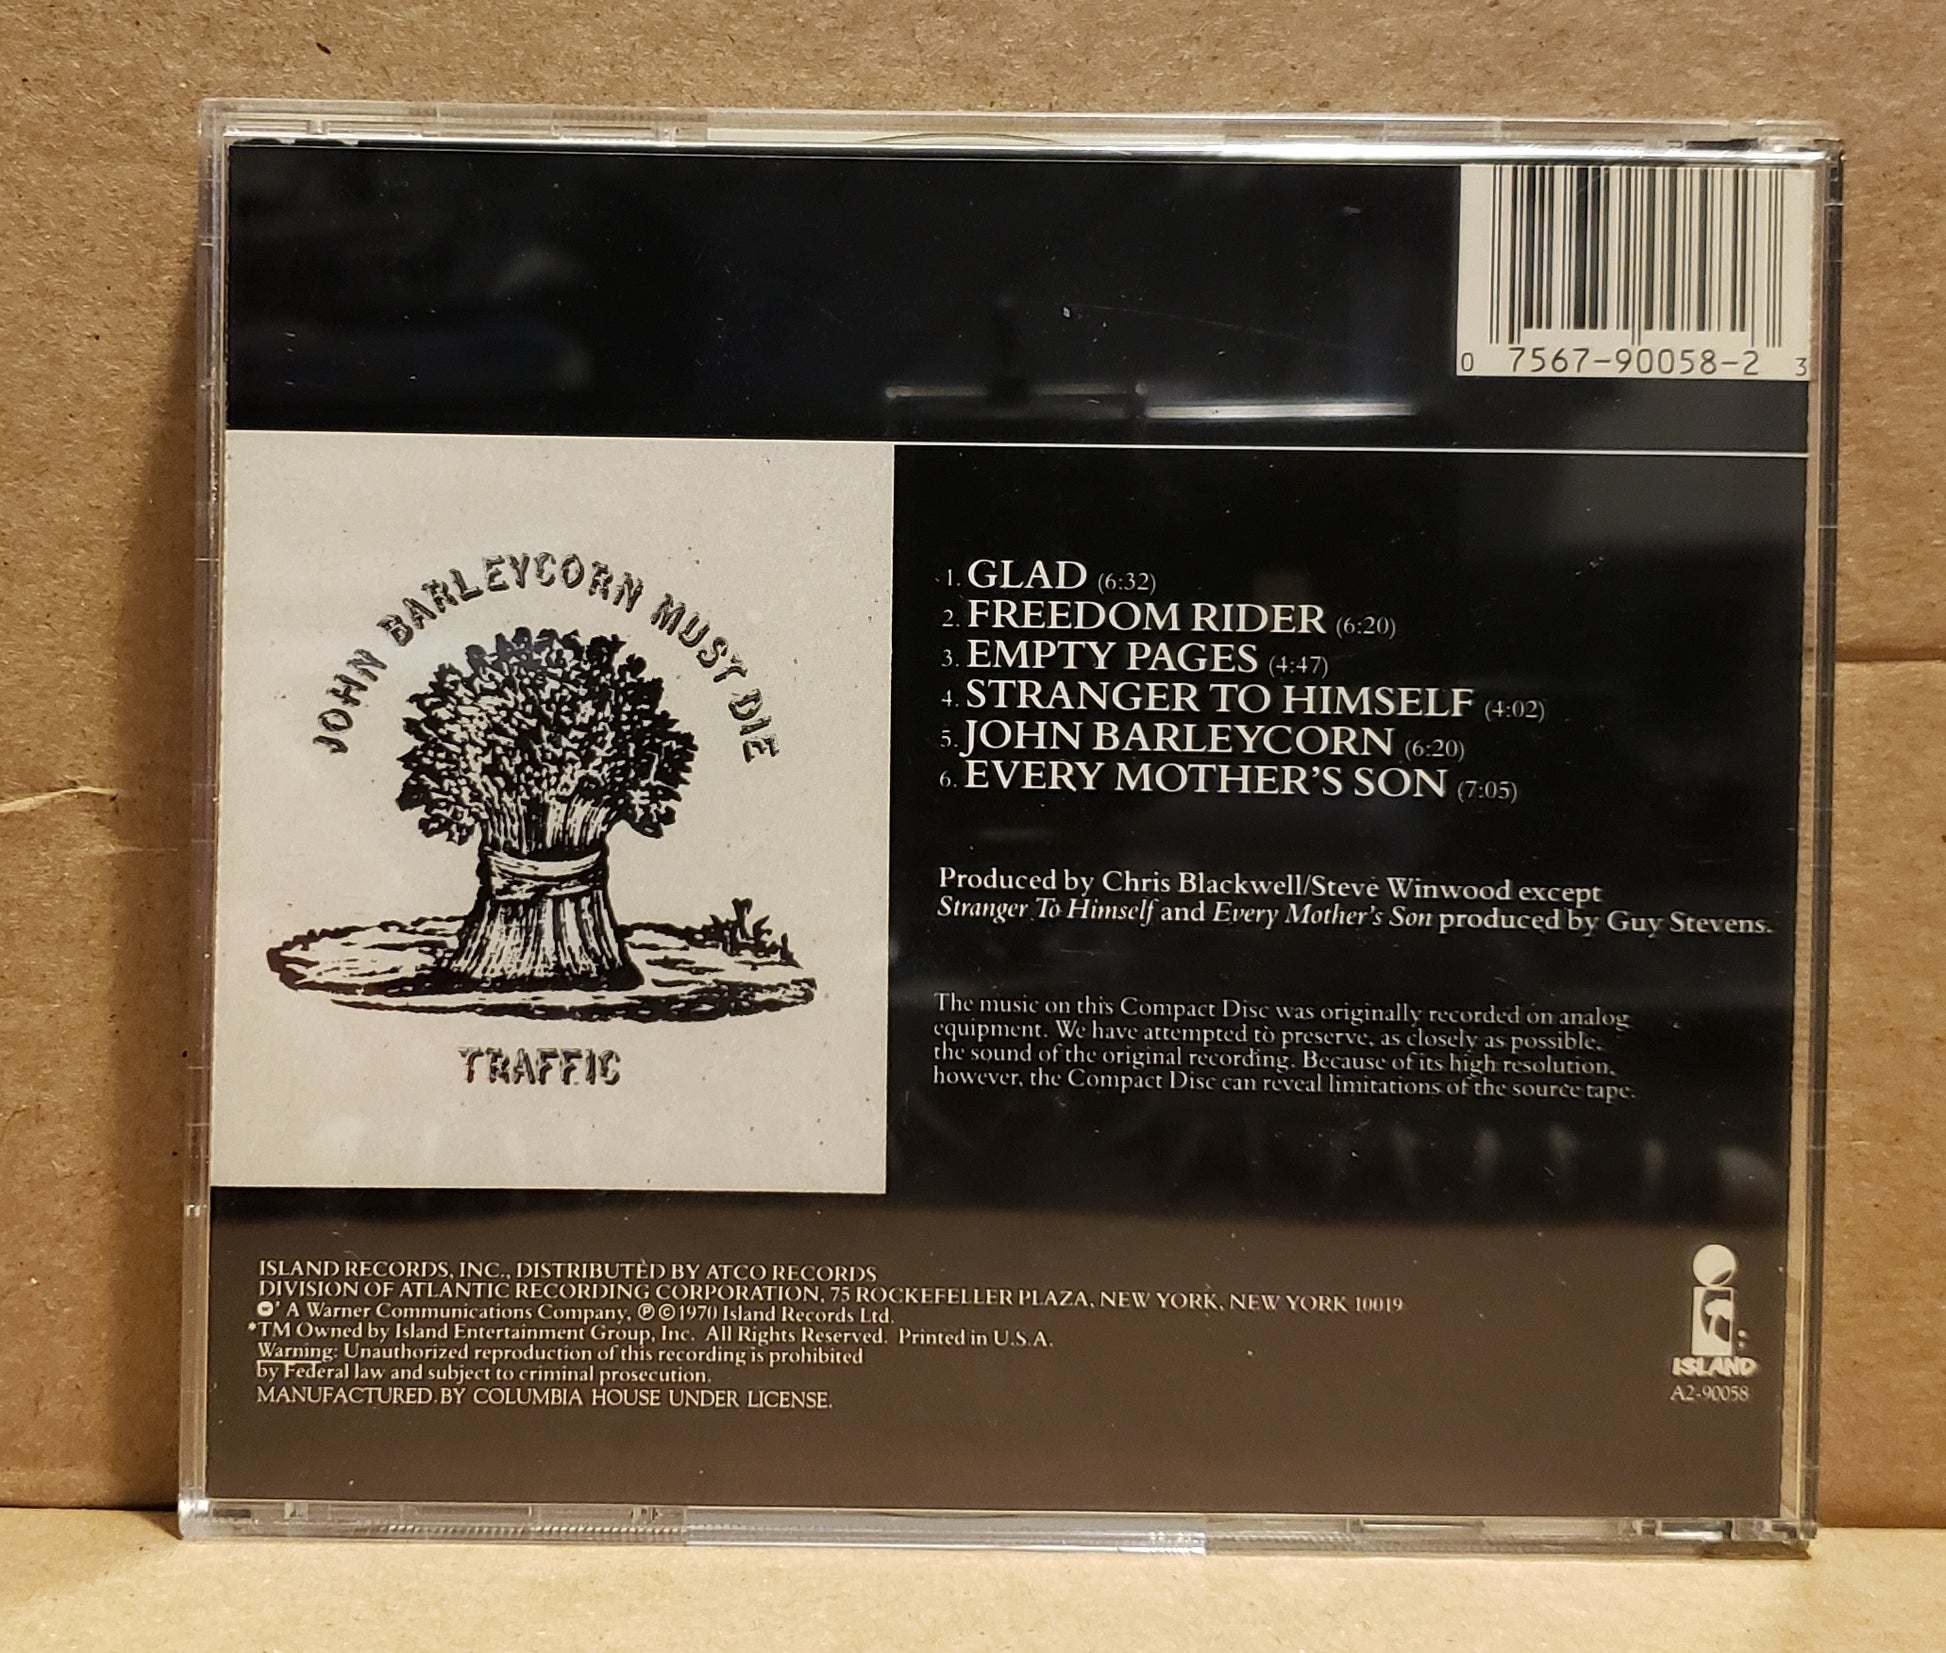 0 7567-90058-2 3
JOHN BARLEYCORN MUST DIE
TRAFFIC
1. GLAD (6:32)
2. FREEDOM RIDER (6:20)
3. EMPTY PAGES (4:47)
4. STRANGER TO HIMSELF (4:02)
5. JOHN BARLEYCORN (6:20)
6. EVERY MOTHER'S SON (7:05)
Produced by Chris Blackwell/Steve Winwood except
Stranger To Himself and Every Mother's Son produced by Guy Stevens.
The music on this Compact Disc was originally recorded on analog
equipment. We have attempted to preserve, as closely as possible,
the sound of the original recording. Because of its high resolution,
however, the Compact Disc can reveal limitations of the source tape.
ISLAND RECORDS, INC., DISTRIBUTED BY ATCO RECORDS
DIVISION OF ATLANTIC RECORDING CORPORATION, 75 ROCKEFELLER PLAZA, NEW YORK, NEW YORK 10019
A Warner Communications Company, ℗©1970 Island Records Ltd.
*TM Owned by Island Entertainment Group, Inc. All Rights Reserved. Printed in U.S.A.
Warning: Unauthorized reproduction of this recording is prohibited
by Federal law and subject to criminal prosecution.
MANUFACTURED BY COLUMBIA HOUSE UNDER LICENSE.
ISLAND
A2-90058